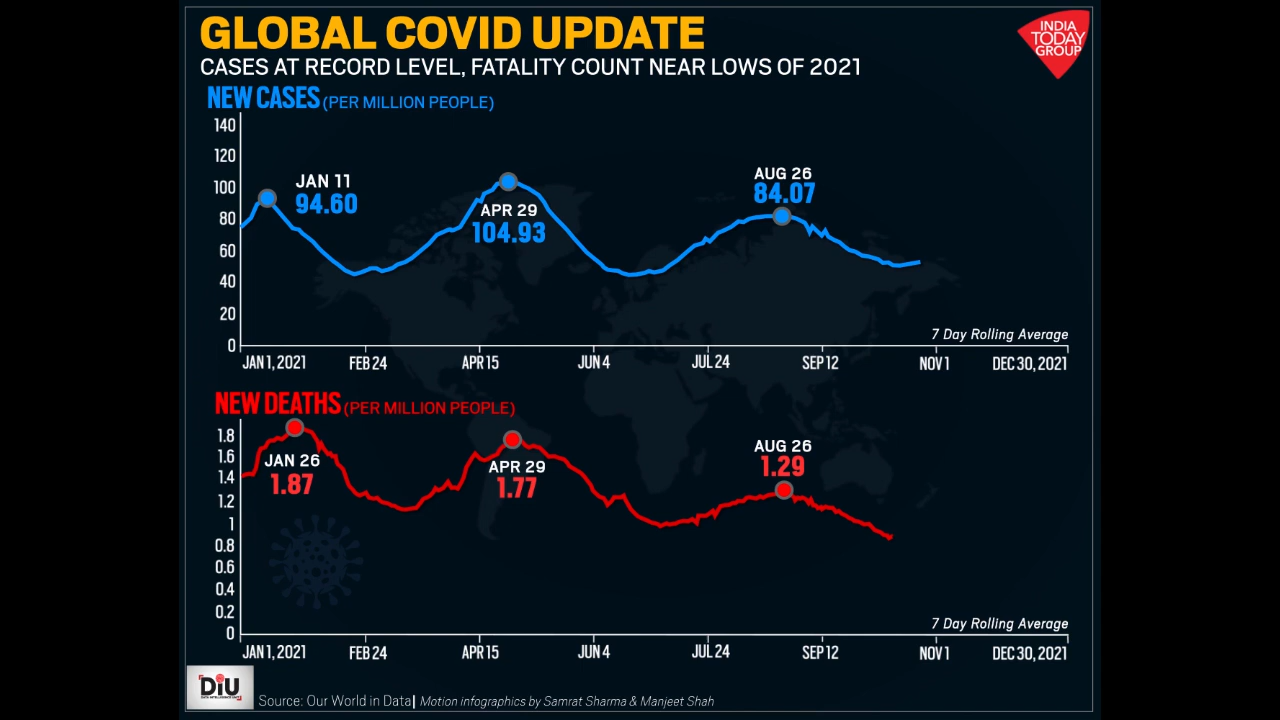 GLOBAL COVID UPDATE
CASES AT RECORD LEVEL, FATALITY COUNT NEAR LOWS OF 2021
INDIA
TODAY
GROUP
NEW CASES (PER MILLION PEOPLE)
140
120
100
80
60
40
20
0
JAN 11
94.60
APR 29
104.93
AUG 26
84.07
7 Day Rolling Average
JAN 1, 2021 FEB 24 APR 15 JUN 4 JUL 24 SEP 12 NOV 1 DEC 30, 2021
NEW DEATHS (PER MILLION PEOPLE)
1.8
1.6
1.4
1.2
1
0.8
0.6
0.4
0.2
0
JAN 26
1.87
APR 29
1.77
AUG 26
1.29
7 Day Rolling Average
JAN 1, 2021 FEB 24 APR 15 JUN 4 JUL 24 SEP 12 NOV 1 DEC 30, 2021
DiU
DATA INTELLIGENCE UNIT
Source: Our World in Data| Motion infographics by Samrat Sharma & Manjeet Shah